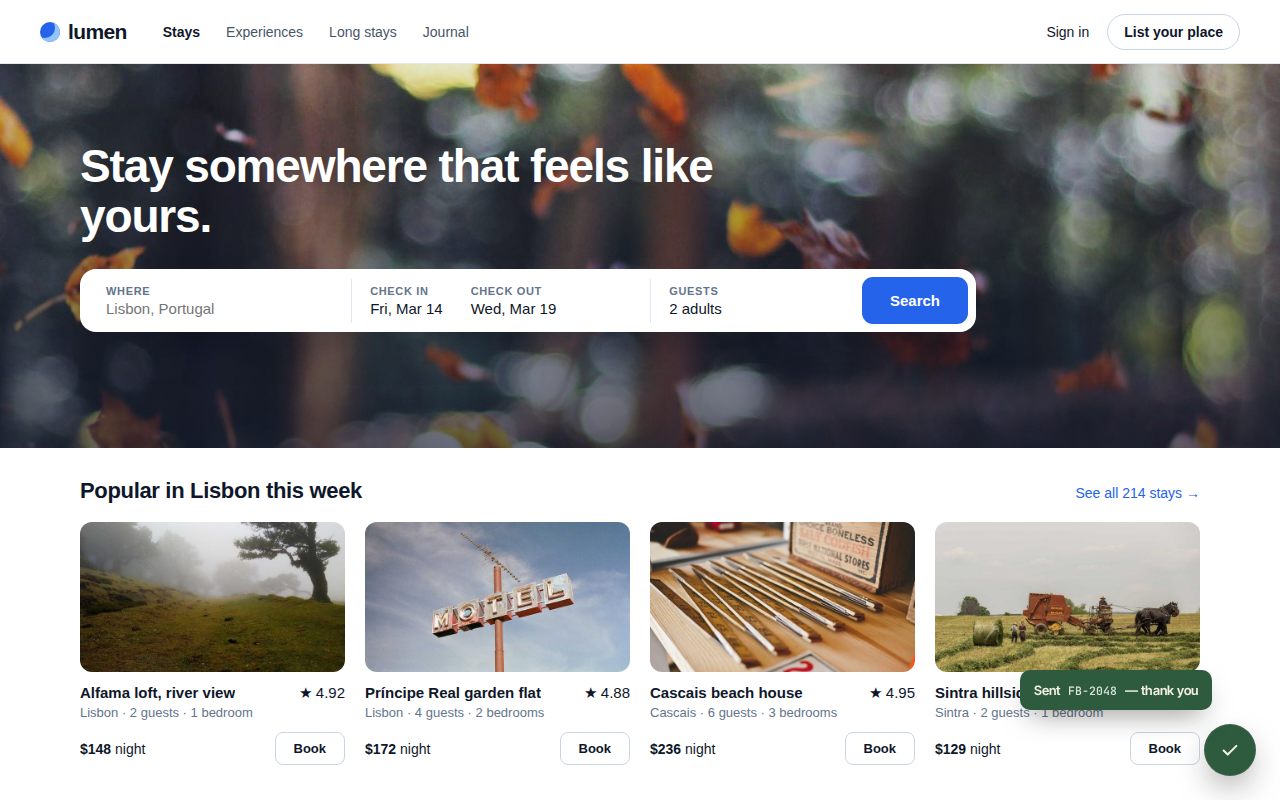 lumen
Stays
Experiences
Long stays
Journal
Sign in
List your place
Stay somewhere that feels like
yours.
WHERE
Lisbon, Portugal
CHECK IN
Fri, Mar 14
CHECK OUT
Wed, Mar 19
GUESTS
2 adults
Search
Popular in Lisbon this week
See all 214 stays →
MOTEL
BONELESS
SALT CODFISH
NATIONAL STORES
Alfama loft, river view
★ 4.92
Lisbon · 2 guests · 1 bedroom
$148 night
Book
Príncipe Real garden flat
★ 4.88
Lisbon · 4 guests · 2 bedrooms
$172 night
Book
Cascais beach house
★ 4.95
Cascais · 6 guests · 3 bedrooms
$236 night
Book
Sintra
Sintra · 2 guests · 1 bedroom
$129 night
Book
Sent FB-2048 — thank you